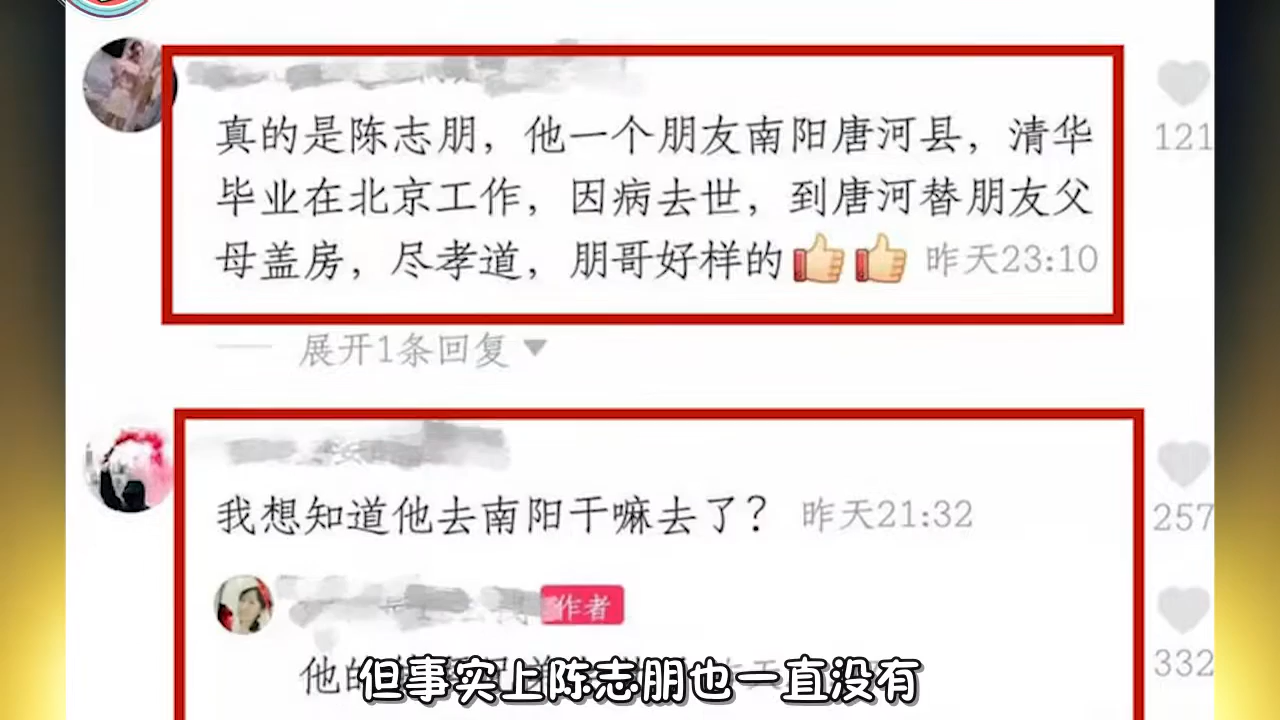 真的是陈志朋，他一个朋友南阳唐河县，清华
毕业在北京工作，因病去世，到唐河替朋友父
母盖房，尽孝道，朋哥好样的 昨天23:10
121
展开1条回复
我想知道他去南阳干嘛去了？ 昨天21:32
257
作者
他的
332
但事实上陈志朋也一直没有